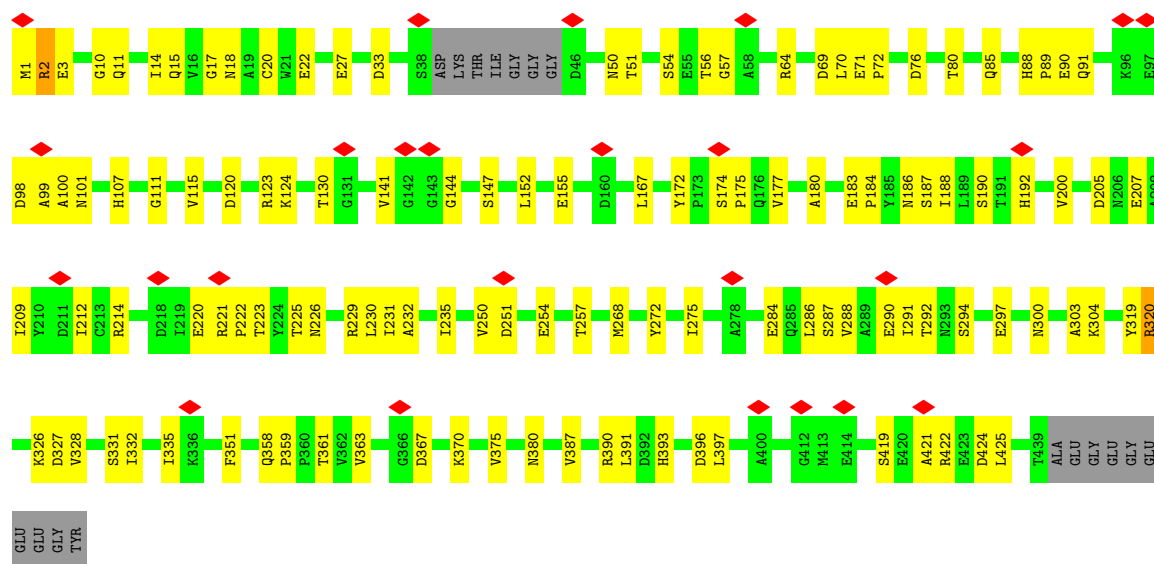 M1 R2 E3 G10 Q11 I14 Q15 V16 G17 N18 A19 C20 W21 E22 E27 D33 S38 ASP LYS THR ILE GLY GLY GLY D46 N50 T51 S54 E55 T56 G57 A58 R64 D69 L70 E71 P72 D76 T80 Q85 H88 P89 E90 Q91 K96 E97
D98 A99 A100 N101 H107 G111 V115 D120 R123 K124 T130 G131 V141 G142 G143 G144 S147 L152 E155 D160 L167 Y172 P173 S174 P175 Q176 V177 A180 E183 P184 Y185 N186 S187 I188 L189 S190 T191 H192 V200 D205 N206 E207 A208
I209 Y210 D211 I212 C213 R214 D218 I219 E220 R221 P222 T223 Y224 T225 N226 R229 L230 I231 A232 I235 V250 D251 E254 T257 M268 Y272 I275 A278 E284 Q285 L286 S287 V288 A289 E290 I291 T292 N293 S294 E297 N300 A303 K304 Y319 R320
K326 D327 V328 S331 I332 I335 K336 F351 Q358 P359 P360 T361 V362 V363 G366 D367 K370 V375 N380 V387 R390 L391 D392 H393 D396 L397 A400 G412 M413 E414 S419 E420 A421 R422 E423 D424 L425 T439 ALA GLU GLY GLU GLY GLU
GLU GLU GLY TYR